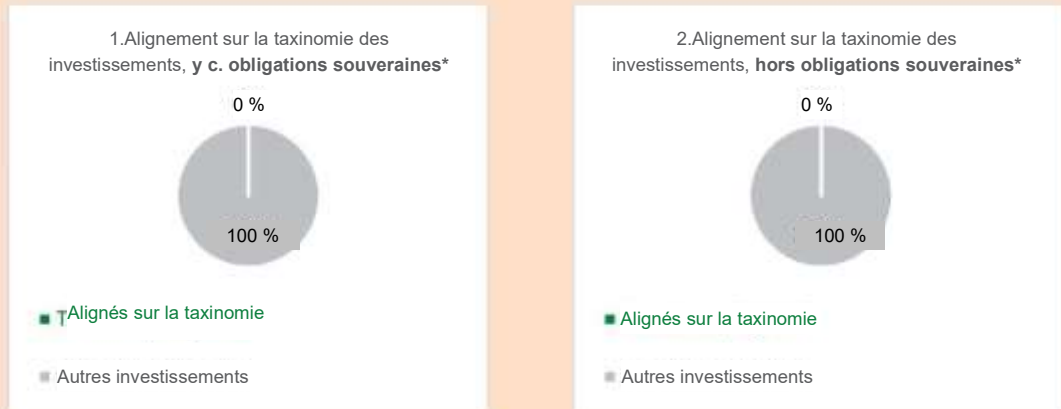 1.Alignement sur la taxinomie des
investissements, y c. obligations souveraines*
0 %
100 %
Alignés sur la taxinomie
Autres investissements
2.Alignement sur la taxinomie des
investissements, hors obligations souveraines*
0 %
100 %
Alignés sur la taxinomie
Autres investissements